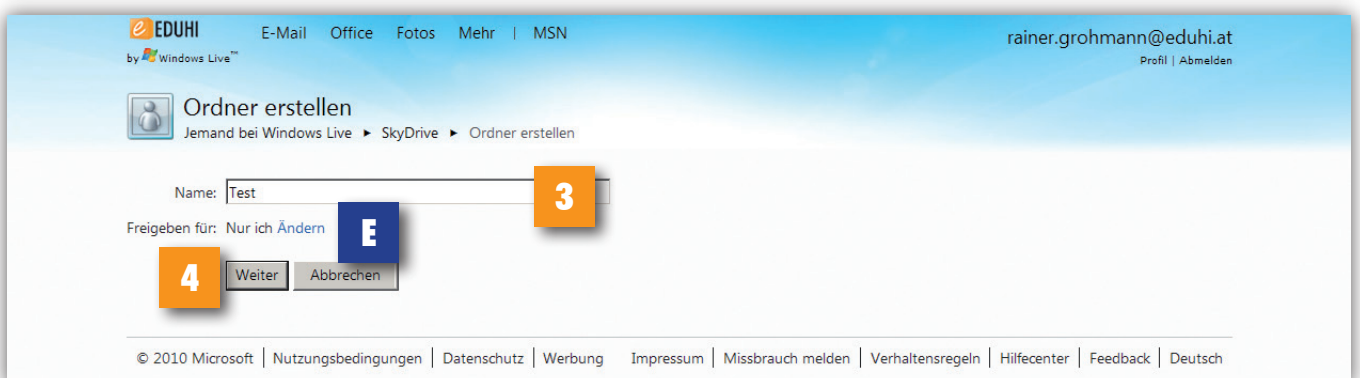 e EDUHI E-Mail Office Fotos Mehr | MSN rainer.grohmann@eduhi.at
by Windows Live™ Profil | Abmelden
Ordner erstellen
Jemand bei Windows Live ► SkyDrive ► Ordner erstellen
Name: Test 3
Freigeben für: Nur ich Ändern E
4 Weiter Abbrechen
© 2010 Microsoft | Nutzungsbedingungen | Datenschutz | Werbung Impressum | Missbrauch melden | Verhaltensregeln | Hilfecenter | Feedback | Deutsch